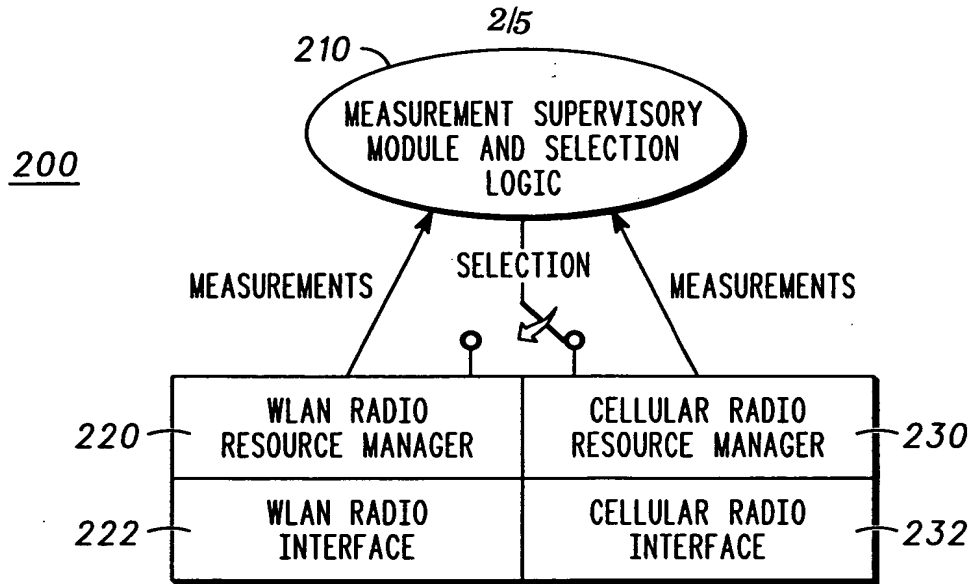 2/5
210
MEASUREMENT SUPERVISORY
MODULE AND SELECTION
LOGIC
200
SELECTION
MEASUREMENTS
MEASUREMENTS
220
WLAN RADIO
RESOURCE MANAGER
CELLULAR RADIO
RESOURCE MANAGER
230
222
WLAN RADIO
INTERFACE
CELLULAR RADIO
INTERFACE
232